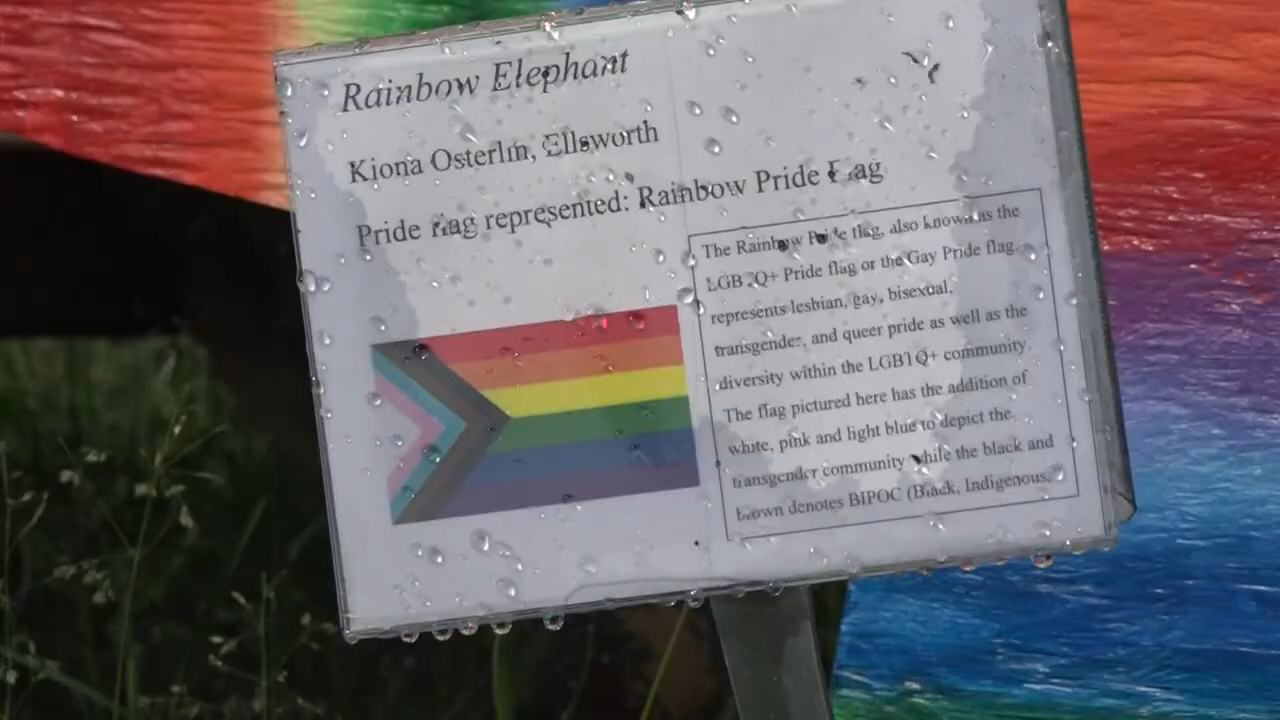 Rainbow Elephant
Kiona Osterlin, Ellsworth
Pride flag represented: Rainbow Pride Flag
The Rainbow Pride flag, also known as the
LGBTQ+ Pride flag or the Gay Pride flag,
represents lesbian, gay, bisexual,
transgender, and queer pride as well as the
diversity within the LGBTQ+ community.
The flag pictured here has the addition of
white, pink and light blue to depict the
transgender community while the black and
brown denotes BIPOC (Black, Indigenous,